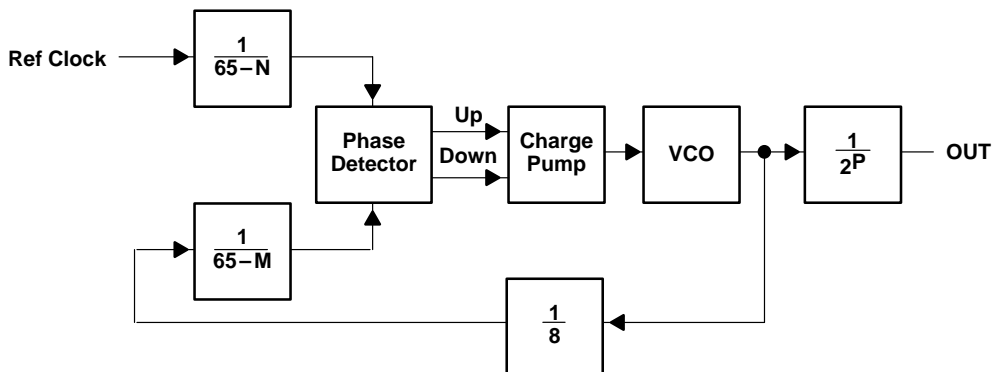 Ref Clock
1
65–N
Phase
Detector
Up
Down
Charge
Pump
VCO
1
2P
OUT
1
65–M
1
8